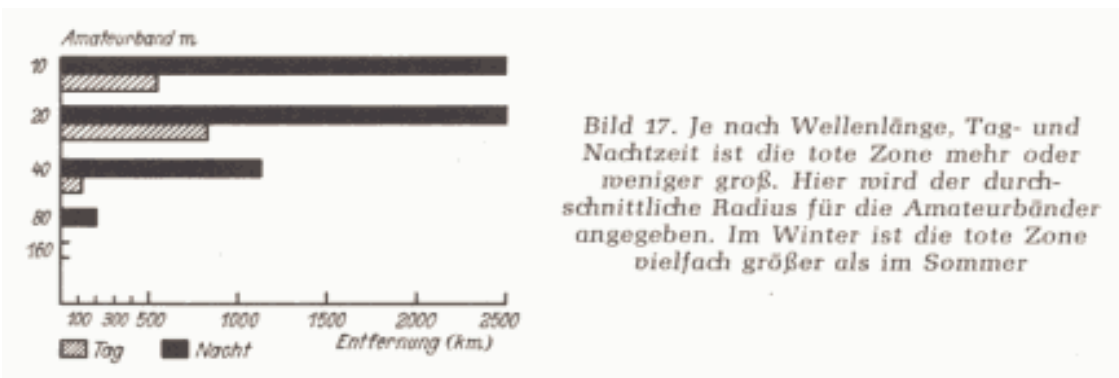 Amateurband m.
10
20
40
80
160
100 300 500 1000 1500 2000 2500
Entfernung (km)
Tag Nacht
Bild 17. Je nach Wellenlänge, Tag- und
Nachtzeit ist die tote Zone mehr oder
weniger groß. Hier wird der durch-
schnittliche Radius für die Amateurbänder
angegeben. Im Winter ist die tote Zone
vielfach größer als im Sommer